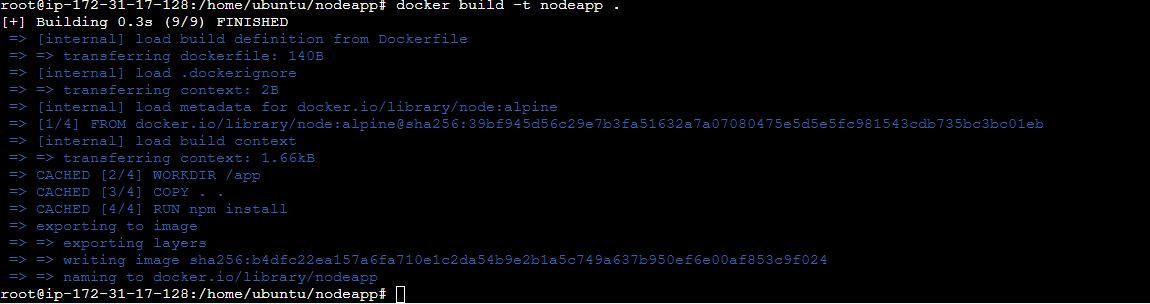 root@ip-172-31-17-128:/home/ubuntu/nodeapp# docker build -t nodeapp .
[+] Building 0.3s (9/9) FINISHED
=> [internal] load build definition from Dockerfile
=> => transferring dockerfile: 140B
=> [internal] load .dockerignore
=> => transferring context: 2B
=> [internal] load metadata for docker.io/library/node:alpine
=> [1/4] FROM docker.io/library/node:alpine@sha256:39bf945d56c29e7b3fa51632a7a07080475e5d5e5fc981543cdb735bc3bc01eb
=> [internal] load build context
=> => transferring context: 1.66kB
=> CACHED [2/4] WORKDIR /app
=> CACHED [3/4] COPY . .
=> CACHED [4/4] RUN npm install
=> exporting to image
=> => exporting layers
=> => writing image sha256:b4dfc22ea157a6fa710e1c2da54b9e2b1a5c749a637b950ef6e00af853c9f024
=> => naming to docker.io/library/nodeapp
root@ip-172-31-17-128:/home/ubuntu/nodeapp#